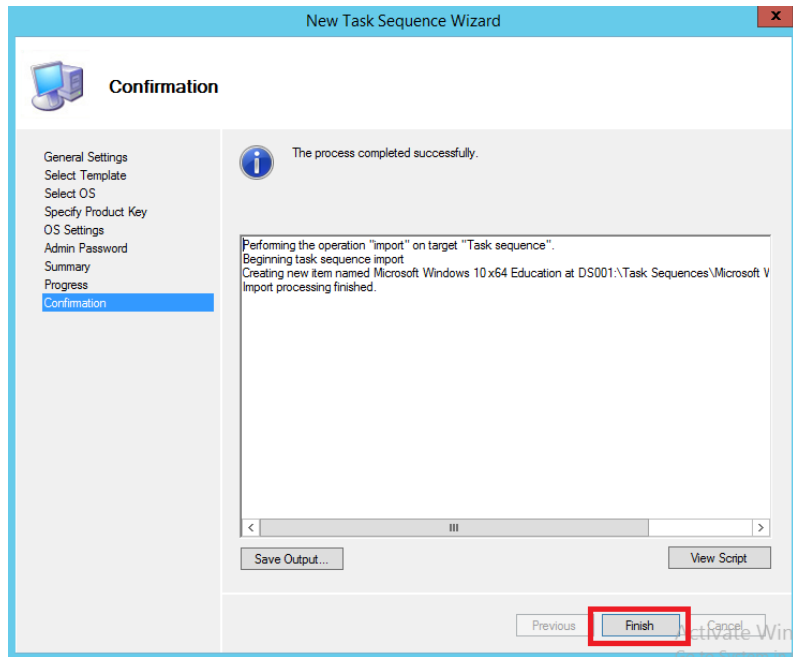 New Task Sequence Wizard
x
Confirmation
General Settings
Select Template
Select OS
Specify Product Key
OS Settings
Admin Password
Summary
Progress
Confirmation
The process completed successfully.
Performing the operation "import" on target "Task sequence".
Beginning task sequence import
Creating new item named Microsoft Windows 10 x64 Education at DS001:\Task Sequences\Microsoft W
Import processing finished.
Save Output...
View Script
Previous
Finish
Cancel
Activate Win